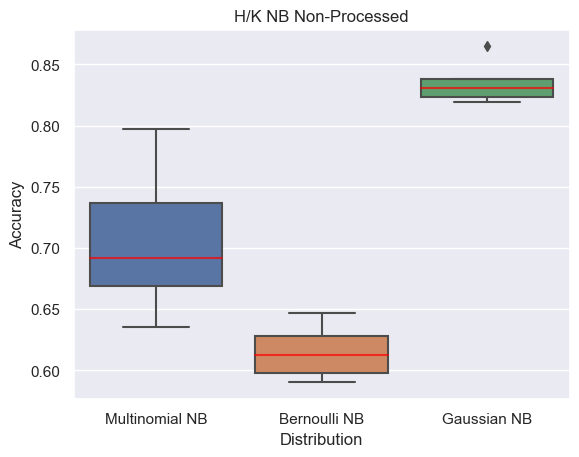 H/K NB Non-Processed
0.85
0.80
0.75
0.70
0.65
0.60
Accuracy
Multinomial NB
Bernoulli NB
Gaussian NB
Distribution